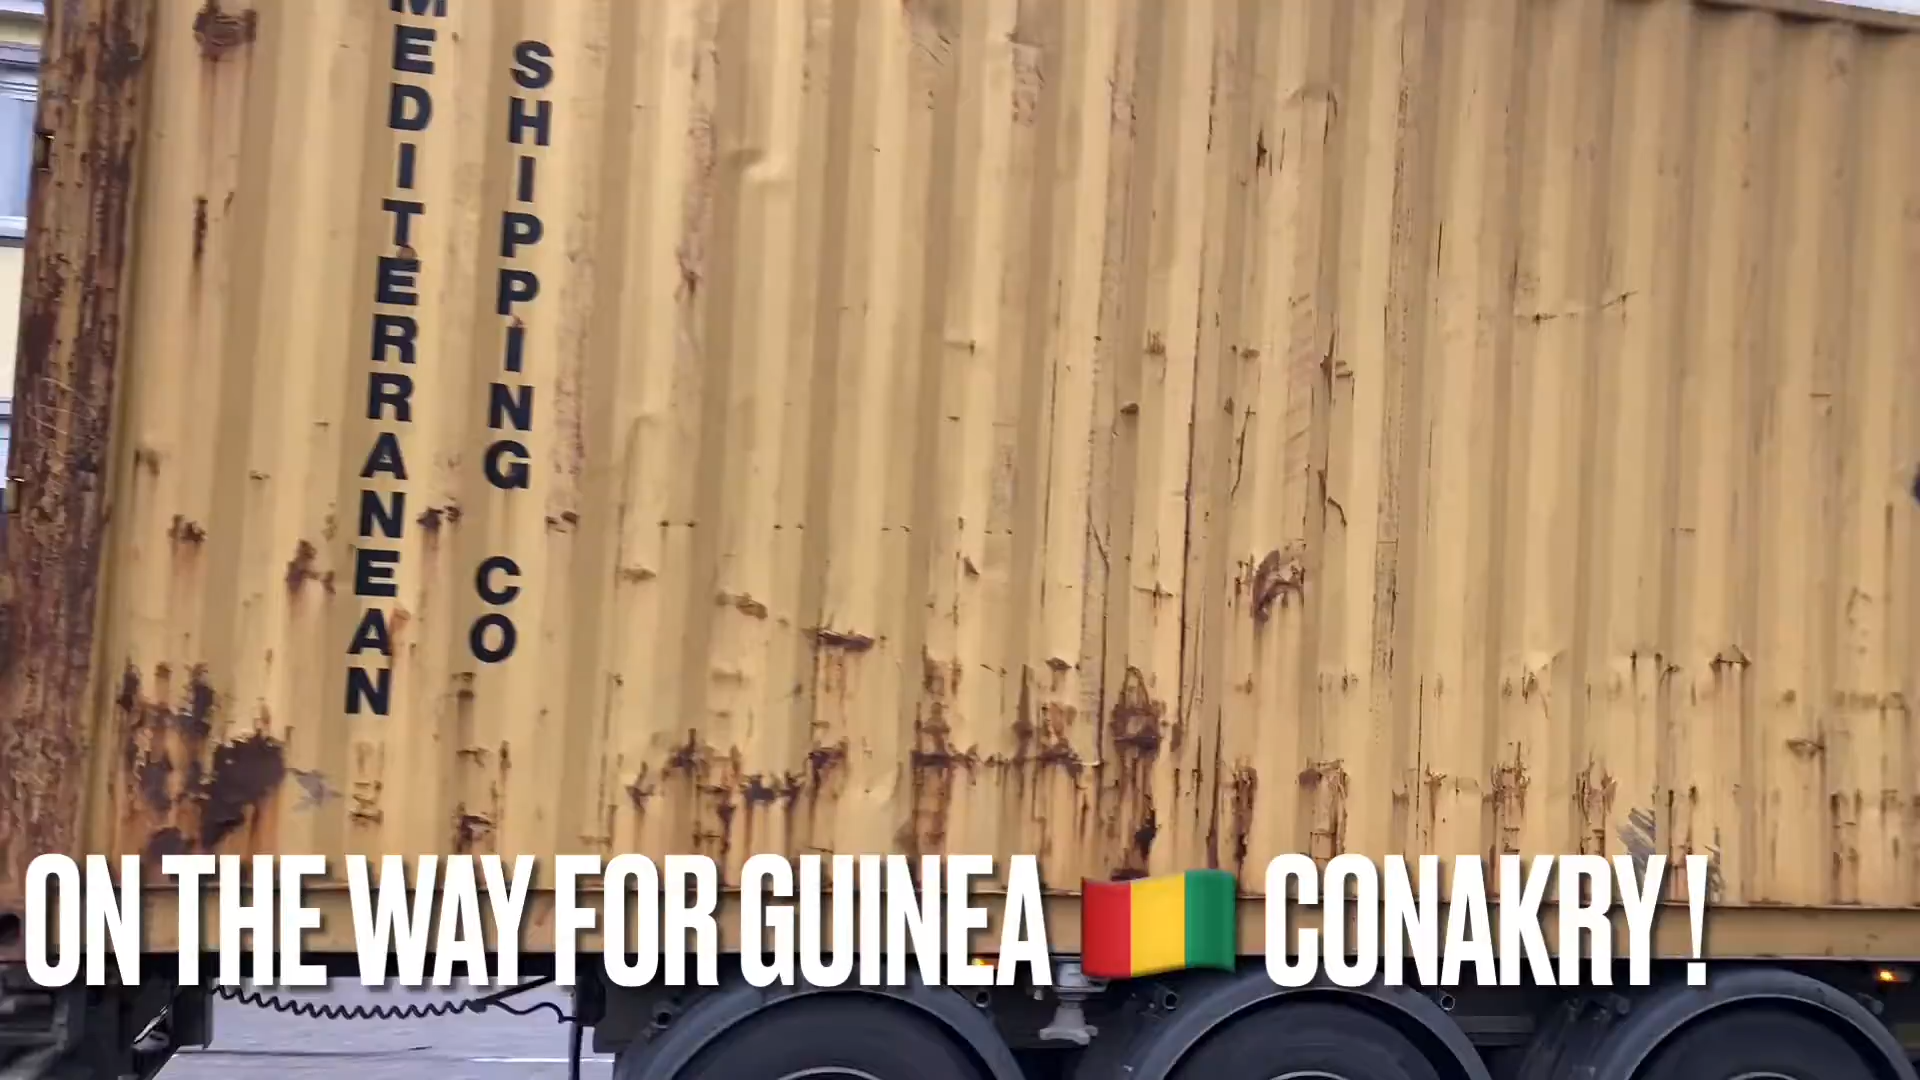 MEDITERRANEAN
SHIPPING CO
ON THE WAY FOR GUINEA 🇬🇳 CONAKRY !